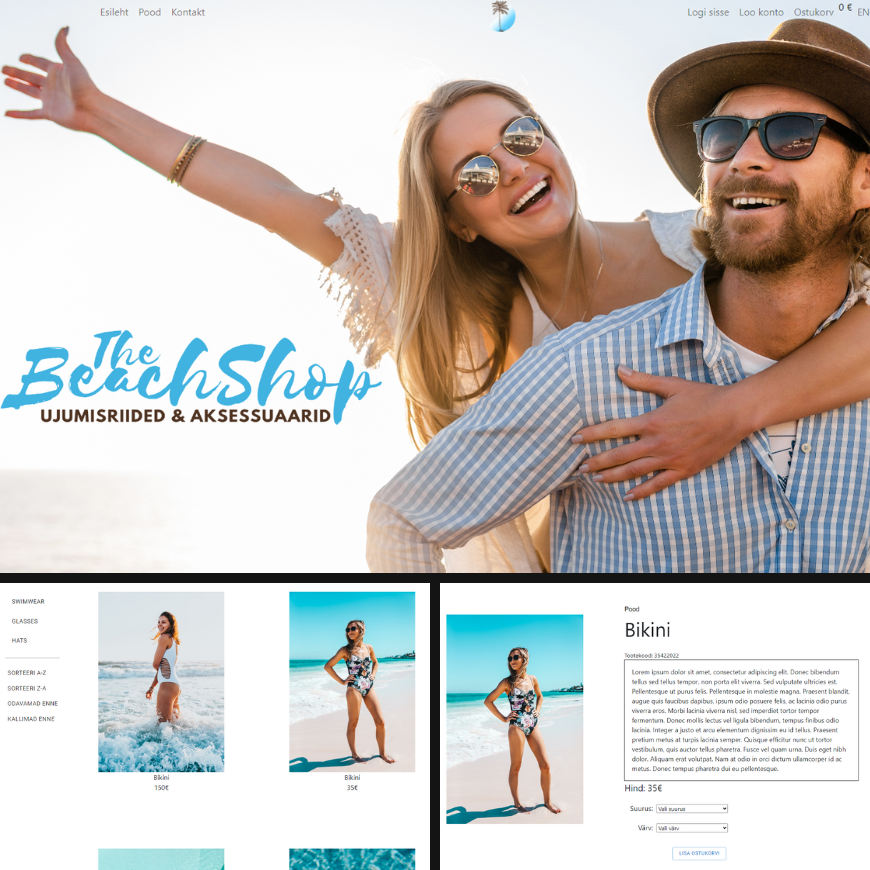 Esileht Pood Kontakt
Logi sisse Loo konto Ostukorv 0 € EN
The
BeachShop
UJUMISRIIDED & AKSESSUAARID
SWIMWEAR
GLASSES
HATS
SORTEERI A-Z
SORTEERI Z-A
ODAVAMAD ENNE
KALLIMAD ENNE
Bikini
150€
Bikini
35€
Pood
Bikini
Tootekood: 35422022
Lorem ipsum dolor sit amet, consectetur adipiscing elit. Donec bibendum
tellus sed tellus tempor, non porta elit viverra. Sed vulputate ultricies est.
Pellentesque ut purus felis. Pellentesque in molestie magna. Praesent blandit,
augue quis faucibus dapibus, ipsum odio posuere felis, ac lacinia odio purus
viverra eros. Morbi lacinia viverra nisl, sed imperdiet tortor tempor
fermentum. Donec mollis lectus vel ligula bibendum, tempus finibus odio
lacinia. Integer a justo et arcu elementum dignissim eu id tellus. Praesent
pretium metus at turpis lacinia semper. Quisque efficitur nunc ut tortor
vestibulum, quis auctor tellus pharetra. Fusce vel quam urna. Duis eget nibh
dolor. Aliquam erat volutpat. Nam at odio in orci dictum ullamcorper id ac
metus. Donec tempus pharetra dui eu pellentesque.
Hind: 35€
Suurus: Vali suurus
Värv: Vali värv
LISA OSTUKORVI